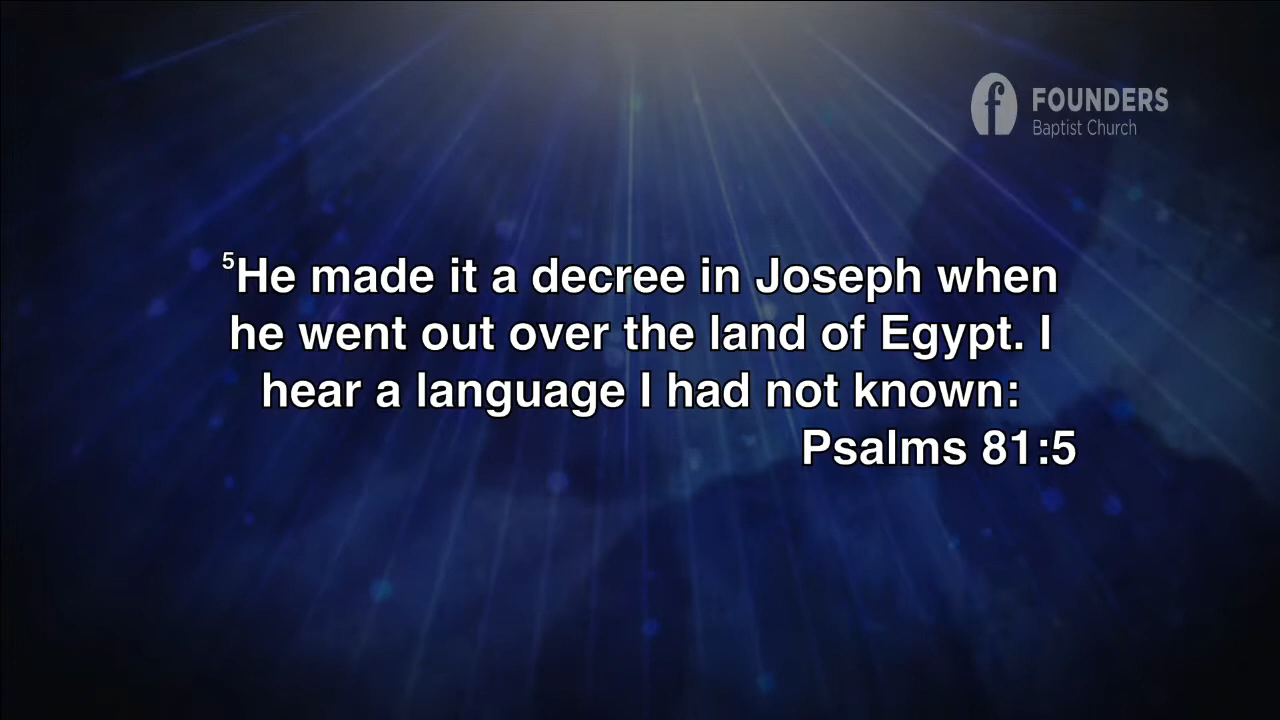 FOUNDERS
Baptist Church
⁵He made it a decree in Joseph when
he went out over the land of Egypt. I
hear a language I had not known:
Psalms 81:5